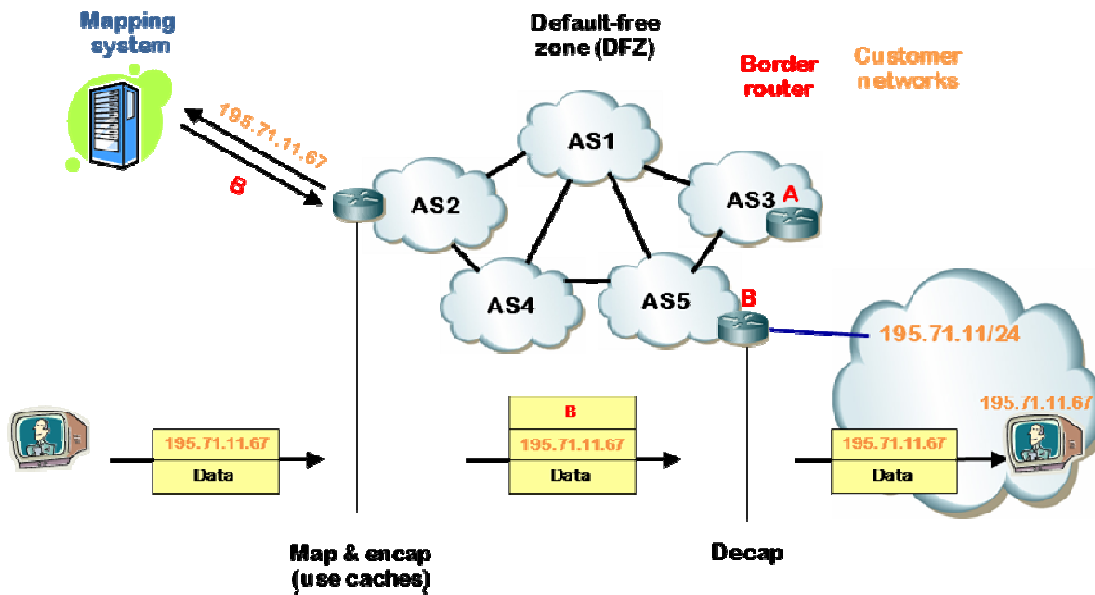 Mapping
system
Default-free
zone (DFZ)
Border
router
Customer
networks
195.71.11.67
B
AS1
AS2
AS3
A
AS4
AS5
B
195.71.11/24
195.71.11.67
195.71.11.67
Data
B
195.71.11.67
Data
195.71.11.67
Data
Map & encap
(use caches)
Decap